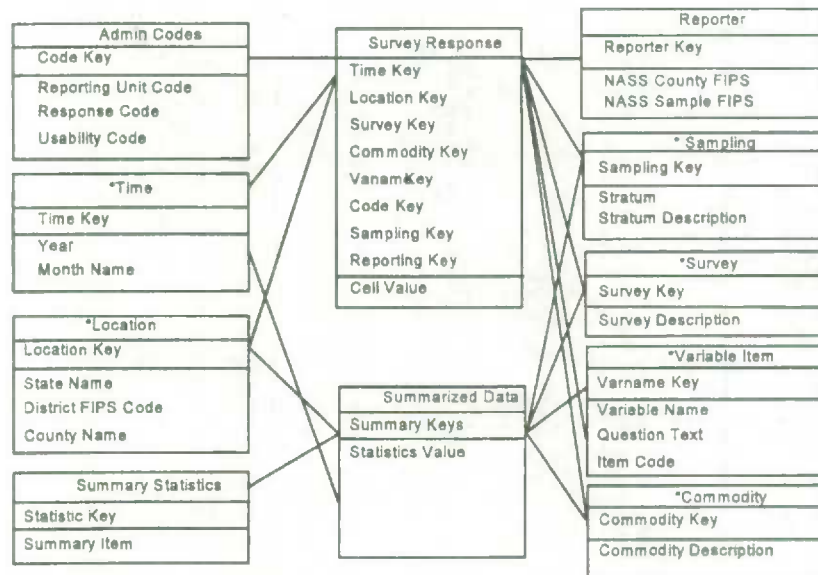 Admin Codes
Code Key
Reporting Unit Code
Response Code
Usability Code
*Time
Time Key
Year
Month Name
*Location
Location Key
State Name
District FIPS Code
County Name
Summary Statistics
Statistic Key
Summary Item
Survey Response
Time Key
Location Key
Survey Key
Commodity Key
VanameKey
Code Key
Sampling Key
Reporting Key
Cell Value
Summarized Data
Summary Keys
Statistics Value
Reporter
Reporter Key
NASS County FIPS
NASS Sample FIPS
* Sampling
Sampling Key
Stratum
Stratum Description
*Survey
Survey Key
Survey Description
*Variable Item
Varname Key
Variable Name
Question Text
Item Code
*Commodity
Commodity Key
Commodity Description